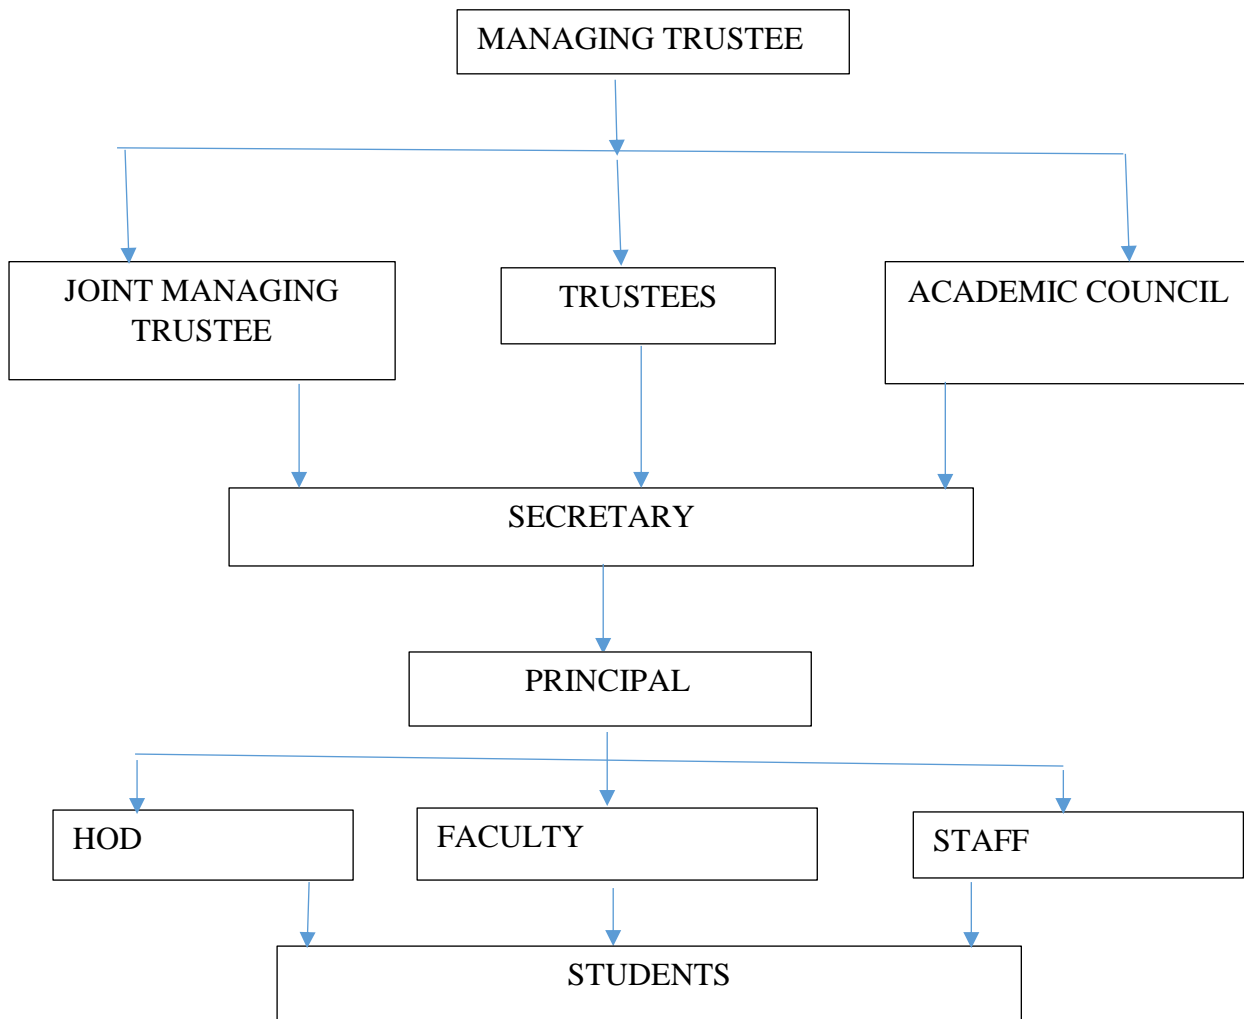 MANAGING TRUSTEE
JOINT MANAGING
TRUSTEE
TRUSTEES
ACADEMIC COUNCIL
SECRETARY
PRINCIPAL
HOD
FACULTY
STAFF
STUDENTS